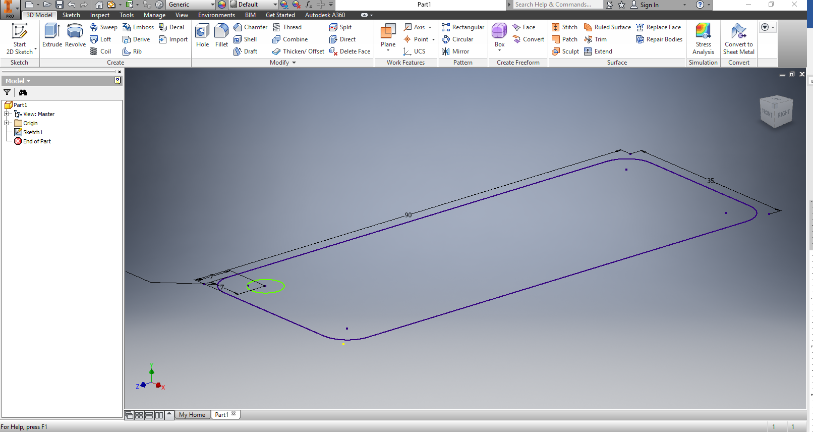 Generic
Default
Part1
Search Help & Commands...
Sign In
PRO
3D Model Sketch Inspect Tools Manage View Environments BIM Get Started Autodesk A360
Start
2D Sketch
Extrude Revolve
Sweep Emboss Decal
Loft Derive Import
Coil Rib
Hole Fillet
Chamfer Thread Split
Shell Combine Direct
Draft Thicken/ Offset Delete Face
Plane
Axis
Point
UCS
Rectangular
Circular
Mirror
Box
Face
Convert
Stitch Ruled Surface Replace Face
Patch Trim Repair Bodies
Sculpt Extend
Stress
Analysis
Convert to
Sheet Metal
Sketch Create Modify Work Features Pattern Create Freeform Surface Simulation Convert
Model
Part1
View: Master
Origin
Sketch1
End of Part
90
35
7
7
Y
Z X
My Home Part1
For Help, press F1
1 1